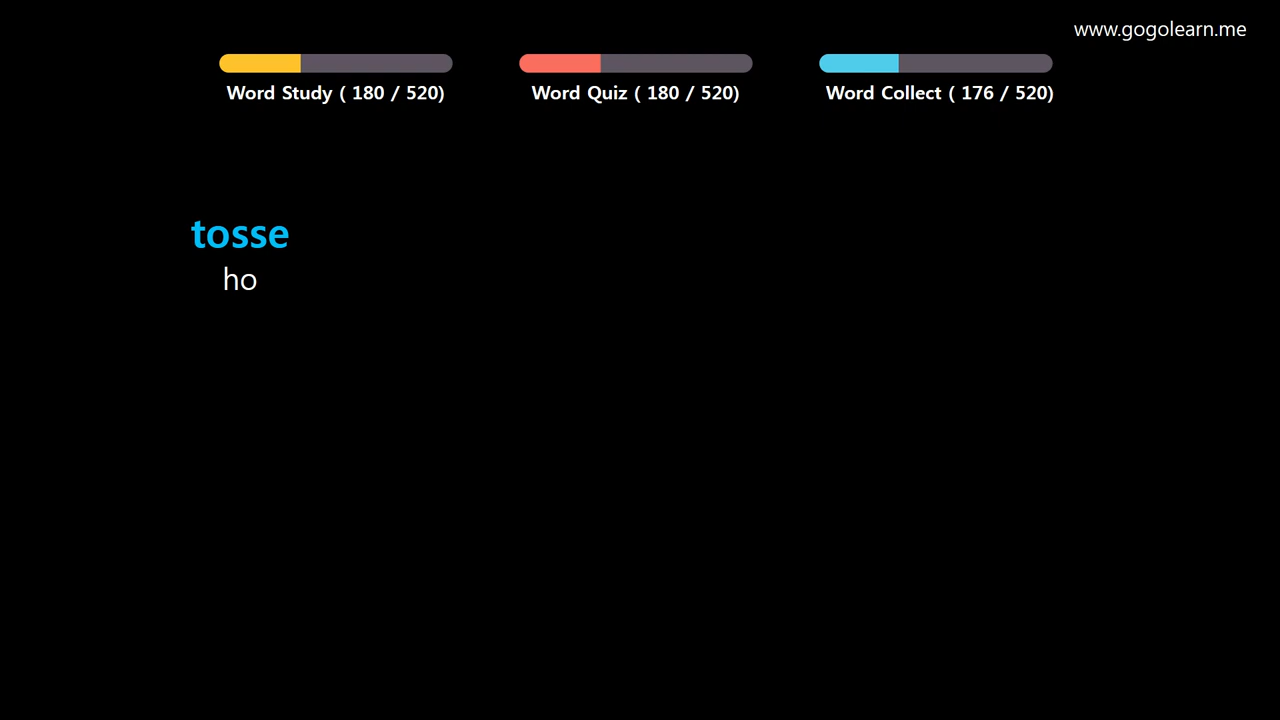 www.gogolearn.me
Word Study ( 180 / 520)
Word Quiz ( 180 / 520)
Word Collect ( 176 / 520)
tosse
ho